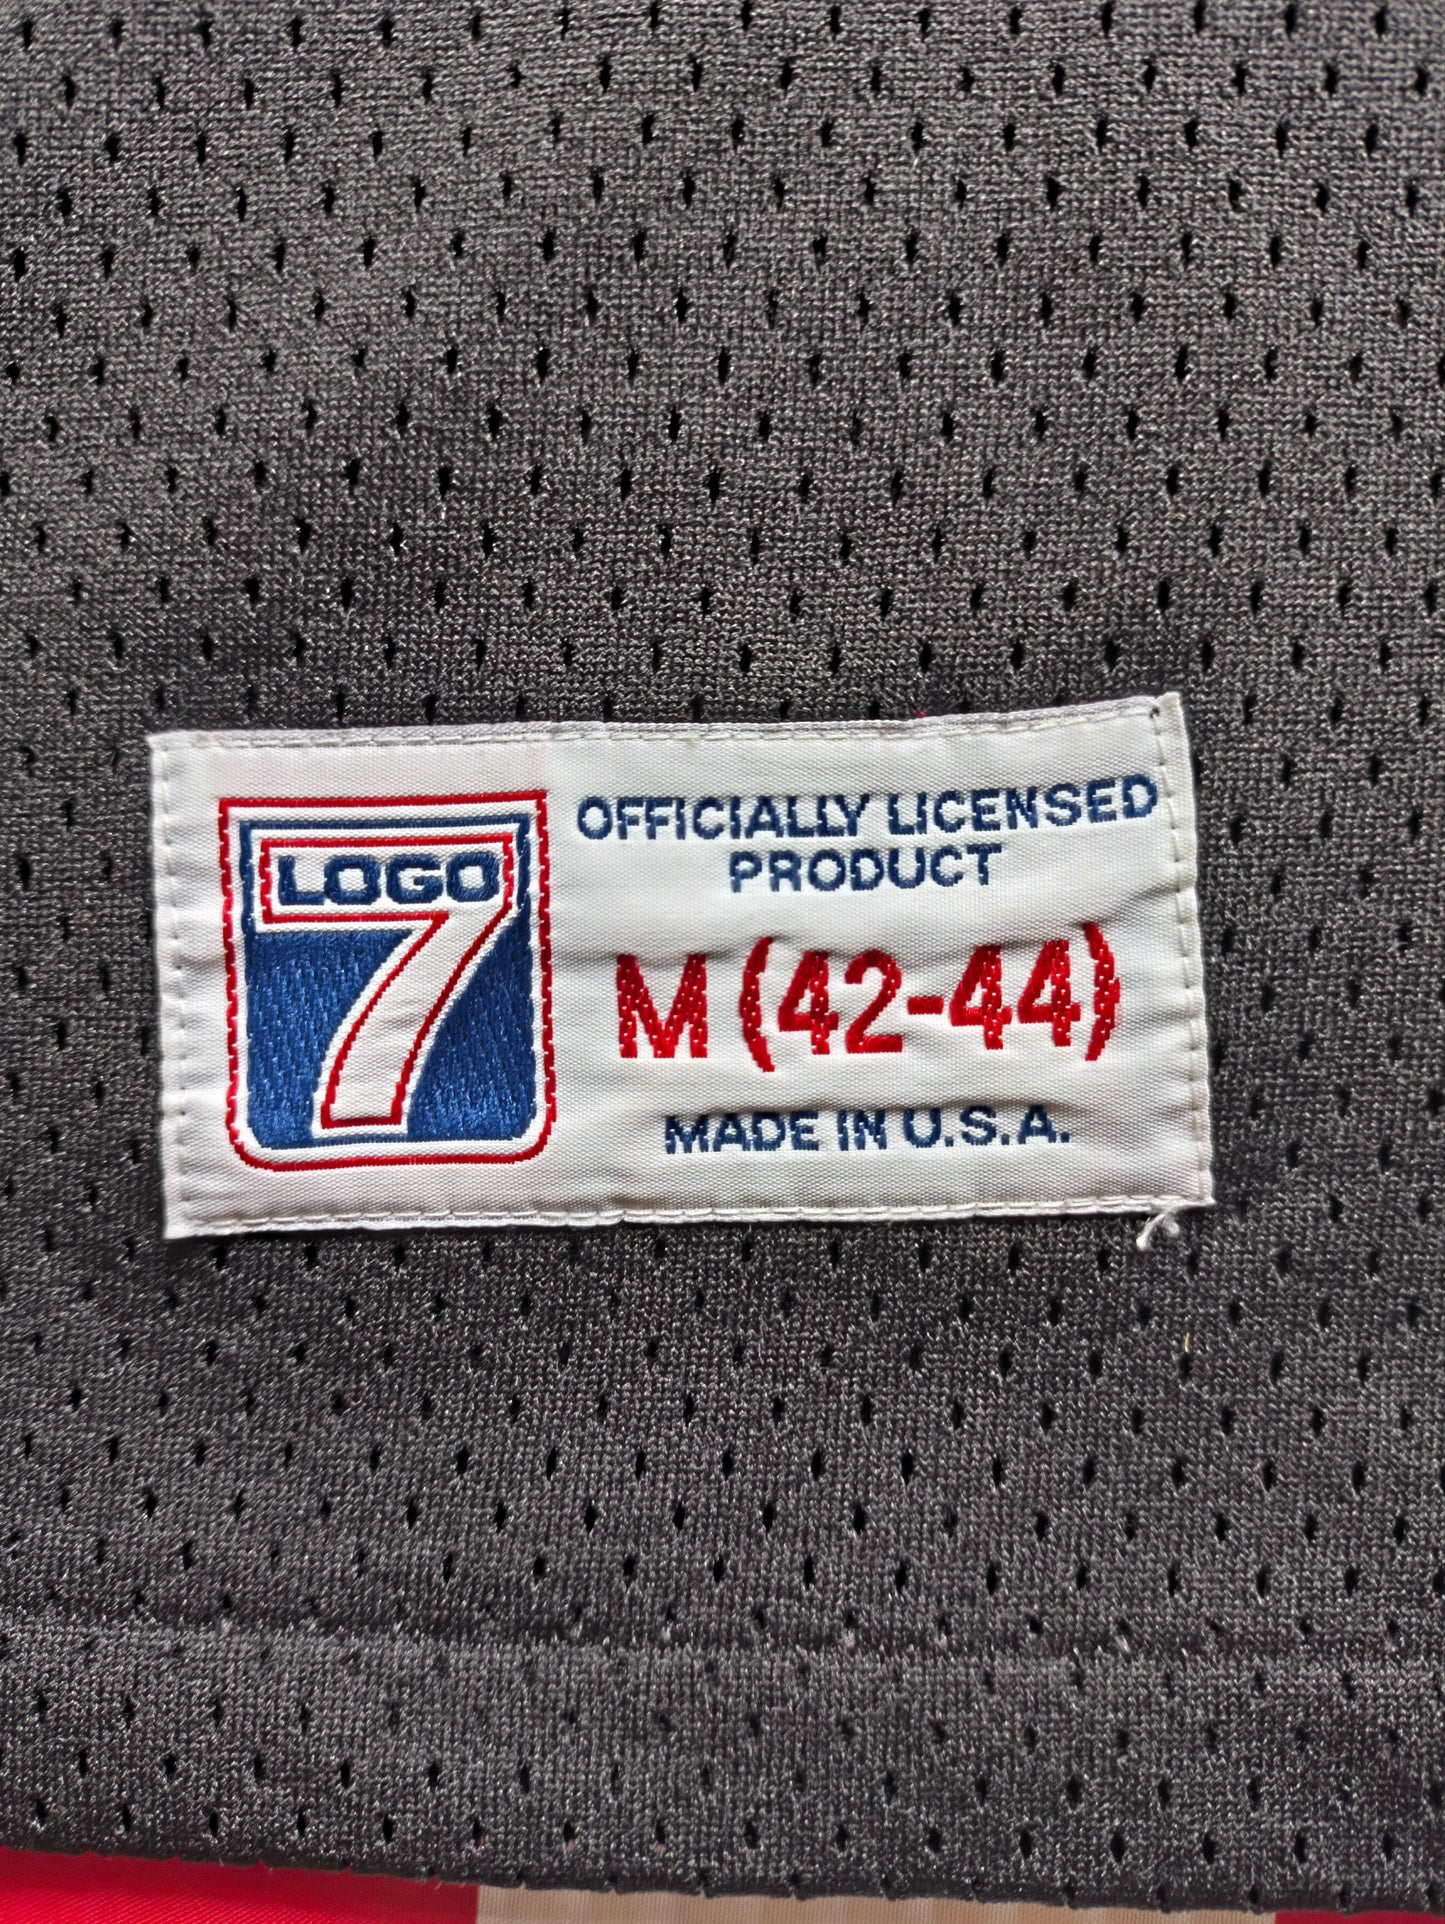 LOGO
7
OFFICIALLY LICENSED
PRODUCT
M (42-44)
MADE IN U.S.A.